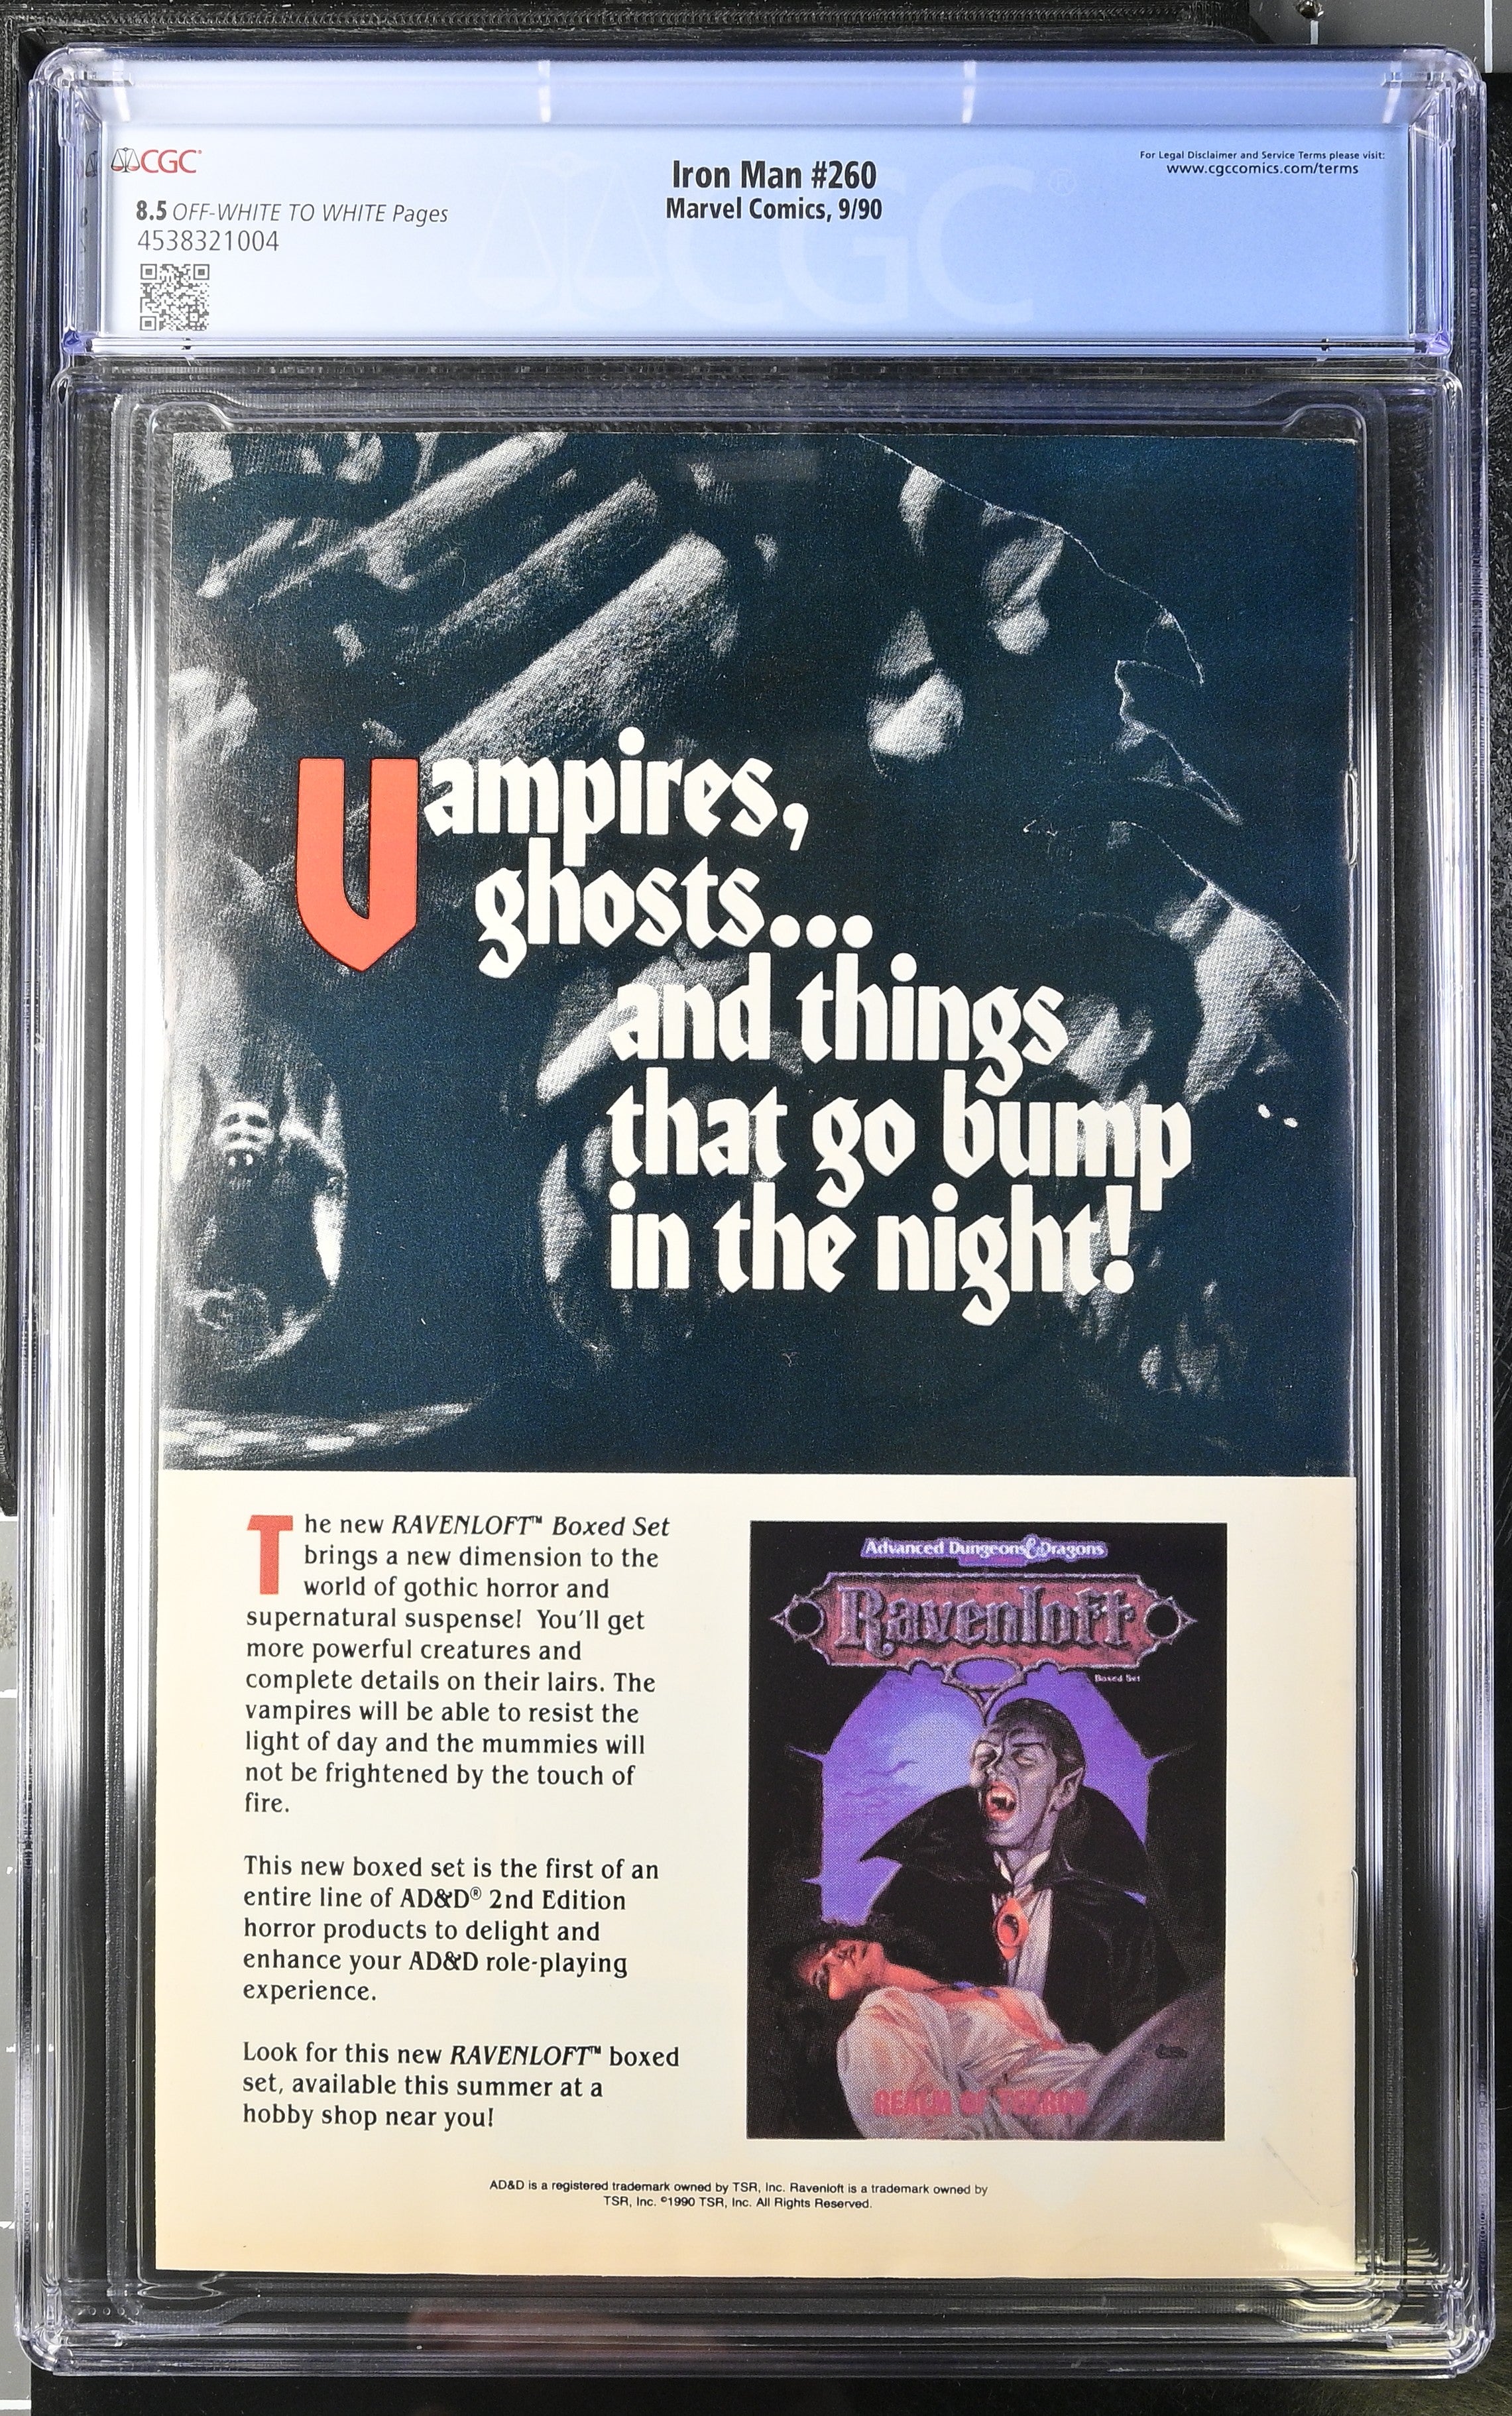 CGC
8.5 OFF-WHITE TO WHITE Pages
4538321004
Iron Man #260
Marvel Comics, 9/90
For Legal Disclaimer and Service Terms please visit:
www.cgccomics.com/terms
CGC®
Vampires,
ghosts...
and things
that go bump
in the night!
The new RAVENLOFT™ Boxed Set
brings a new dimension to the
world of gothic horror and
supernatural suspense! You'll get
more powerful creatures and
complete details on their lairs. The
vampires will be able to resist the
light of day and the mummies will
not be frightened by the touch of
fire.
This new boxed set is the first of an
entire line of AD&D® 2nd Edition
horror products to delight and
enhance your AD&D role-playing
experience.
Look for this new RAVENLOFT™ boxed
set, available this summer at a
hobby shop near you!
Advanced Dungeons & Dragons
Ravenloft
Boxed Set
REALM OF TERROR
AD&D is a registered trademark owned by TSR, Inc. Ravenloft is a trademark owned by
TSR, Inc. ©1990 TSR, Inc. All Rights Reserved.